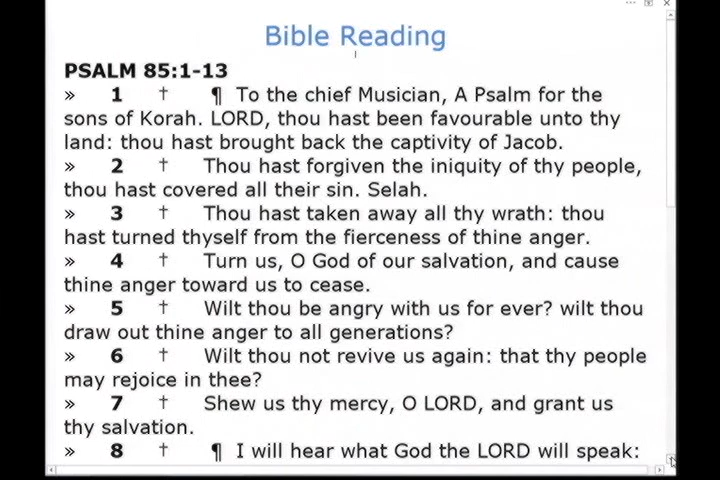 Bible Reading
PSALM 85:1-13
» 1 † ¶ To the chief Musician, A Psalm for the
sons of Korah. LORD, thou hast been favourable unto thy
land: thou hast brought back the captivity of Jacob.
» 2 † Thou hast forgiven the iniquity of thy people,
thou hast covered all their sin. Selah.
» 3 † Thou hast taken away all thy wrath: thou
hast turned thyself from the fierceness of thine anger.
» 4 † Turn us, O God of our salvation, and cause
thine anger toward us to cease.
» 5 † Wilt thou be angry with us for ever? wilt thou
draw out thine anger to all generations?
» 6 † Wilt thou not revive us again: that thy people
may rejoice in thee?
» 7 † Shew us thy mercy, O LORD, and grant us
thy salvation.
» 8 † ¶ I will hear what God the LORD will speak: